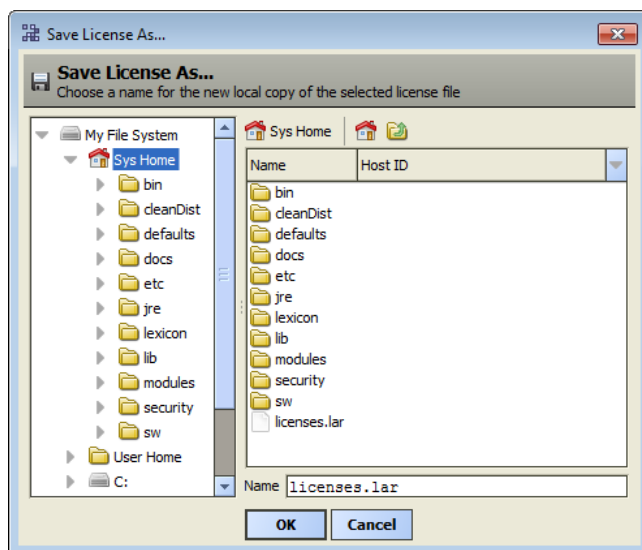 Save License As...
Save License As...
Choose a name for the new local copy of the selected license file
My File System
Sys Home
bin
cleanDist
defaults
docs
etc
jre
lexicon
lib
modules
security
sw
User Home
C:
Sys Home
Name Host ID
bin
cleanDist
defaults
docs
etc
jre
lexicon
lib
modules
security
sw
licenses.lar
Name licenses.lar
OK Cancel